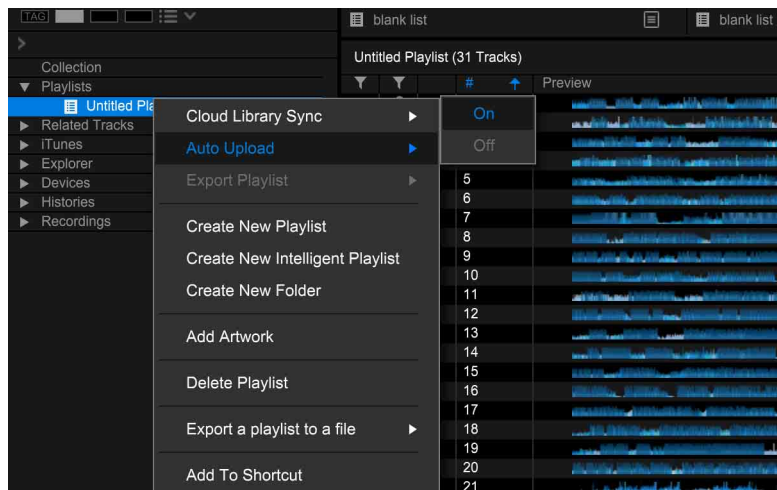 TAG
blank list
blank list
Untitled Playlist (31 Tracks)
# Preview
Collection
Playlists
Untitled Pla
Related Tracks
iTunes
Explorer
Devices
Histories
Recordings
Cloud Library Sync
Auto Upload
Export Playlist
Create New Playlist
Create New Intelligent Playlist
Create New Folder
Add Artwork
Delete Playlist
Export a playlist to a file
Add To Shortcut
On
Off
5
6
7
8
9
10
11
12
13
14
15
16
17
18
19
20
21